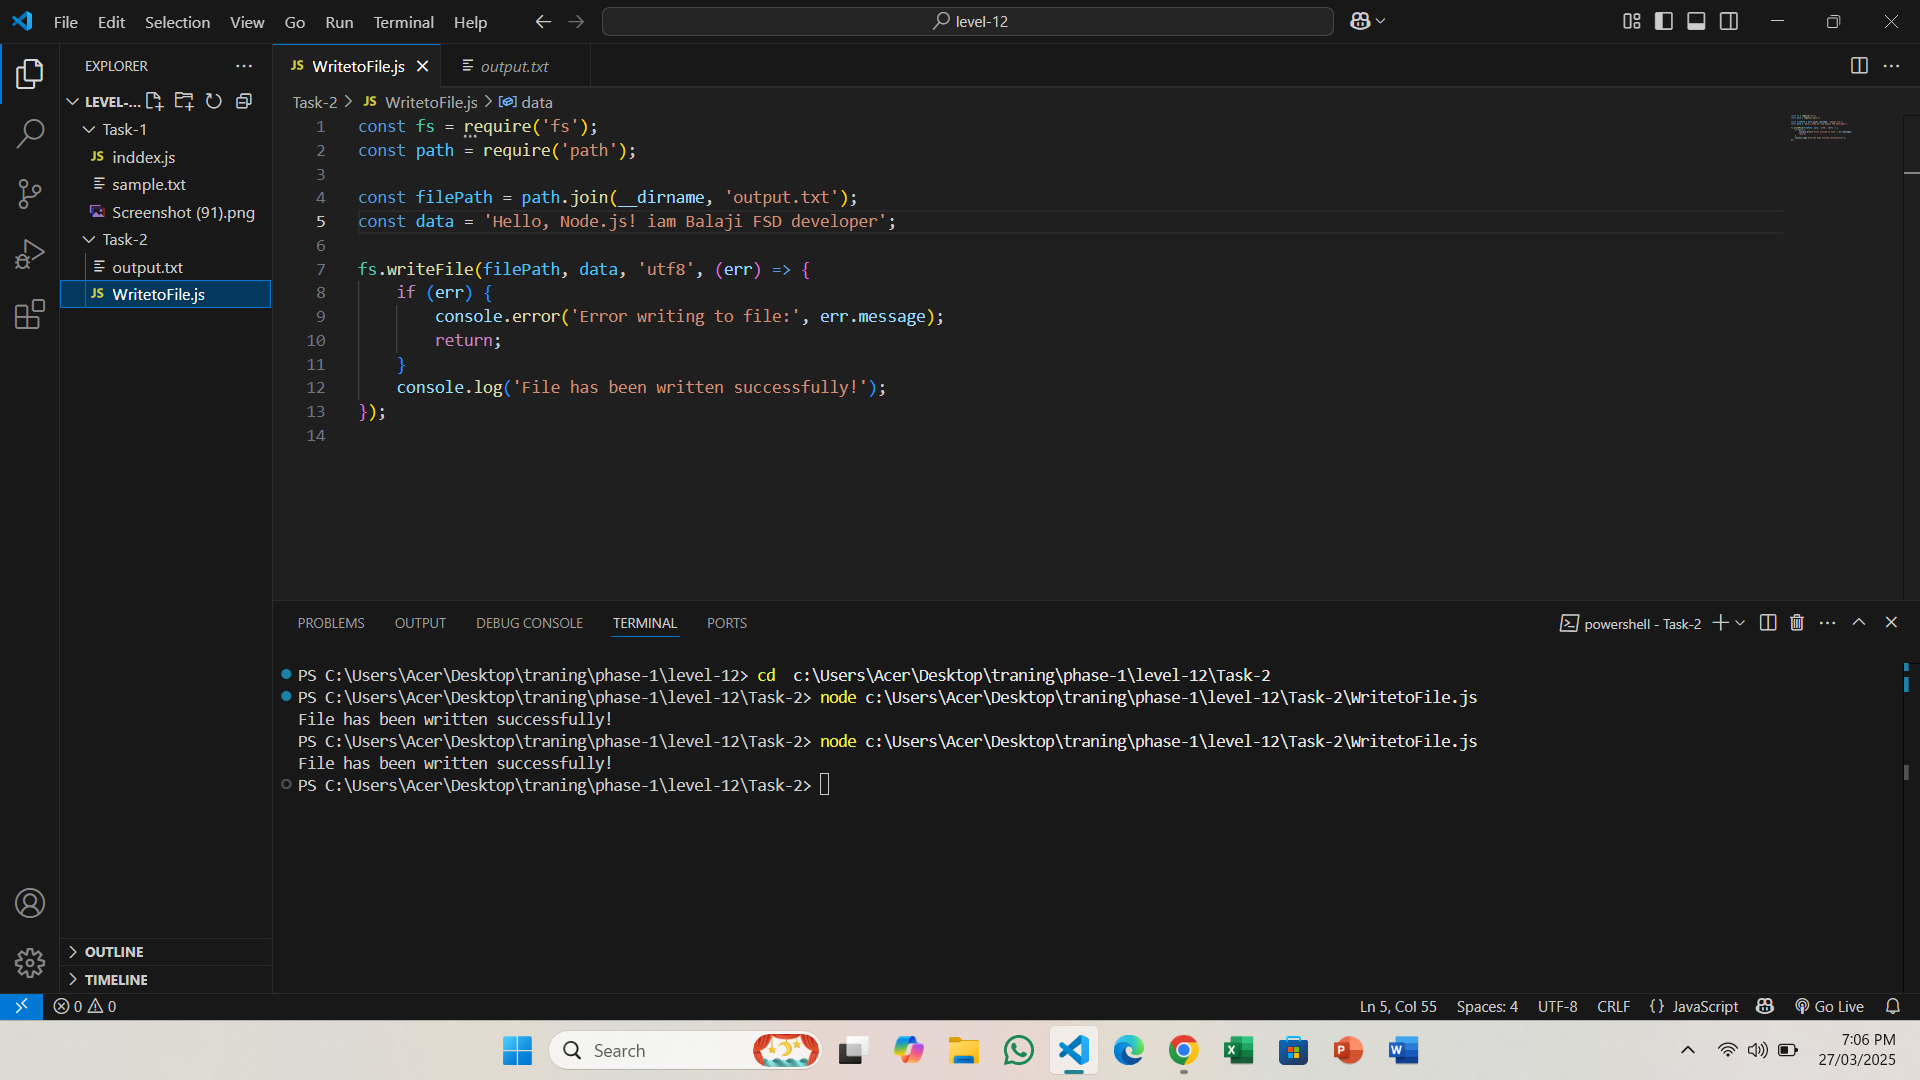 File Edit Selection View Go Run Terminal Help level-12
EXPLORER
LEVEL-...
Task-1
JS inddex.js
sample.txt
Screenshot (91).png
Task-2
output.txt
JS WritetoFile.js
OUTLINE
TIMELINE
JS WritetoFile.js output.txt
Task-2 > JS WritetoFile.js > data
1 const fs = require('fs');
2 const path = require('path');
3
4 const filePath = path.join(__dirname, 'output.txt');
5 const data = 'Hello, Node.js! iam Balaji FSD developer';
6
7 fs.writeFile(filePath, data, 'utf8', (err) => {
8 if (err) {
9 console.error('Error writing to file:', err.message);
10 return;
11 }
12 console.log('File has been written successfully!');
13 });
14
PROBLEMS OUTPUT DEBUG CONSOLE TERMINAL PORTS powershell - Task-2
PS C:\Users\Acer\Desktop\traning\phase-1\level-12> cd  c:\Users\Acer\Desktop\traning\phase-1\level-12\Task-2
PS C:\Users\Acer\Desktop\traning\phase-1\level-12\Task-2> node c:\Users\Acer\Desktop\traning\phase-1\level-12\Task-2\WritetoFile.js
File has been written successfully!
PS C:\Users\Acer\Desktop\traning\phase-1\level-12\Task-2> node c:\Users\Acer\Desktop\traning\phase-1\level-12\Task-2\WritetoFile.js
File has been written successfully!
PS C:\Users\Acer\Desktop\traning\phase-1\level-12\Task-2>
0 0 Ln 5, Col 55 Spaces: 4 UTF-8 CRLF {} JavaScript Go Live
Search
7:06 PM
27/03/2025